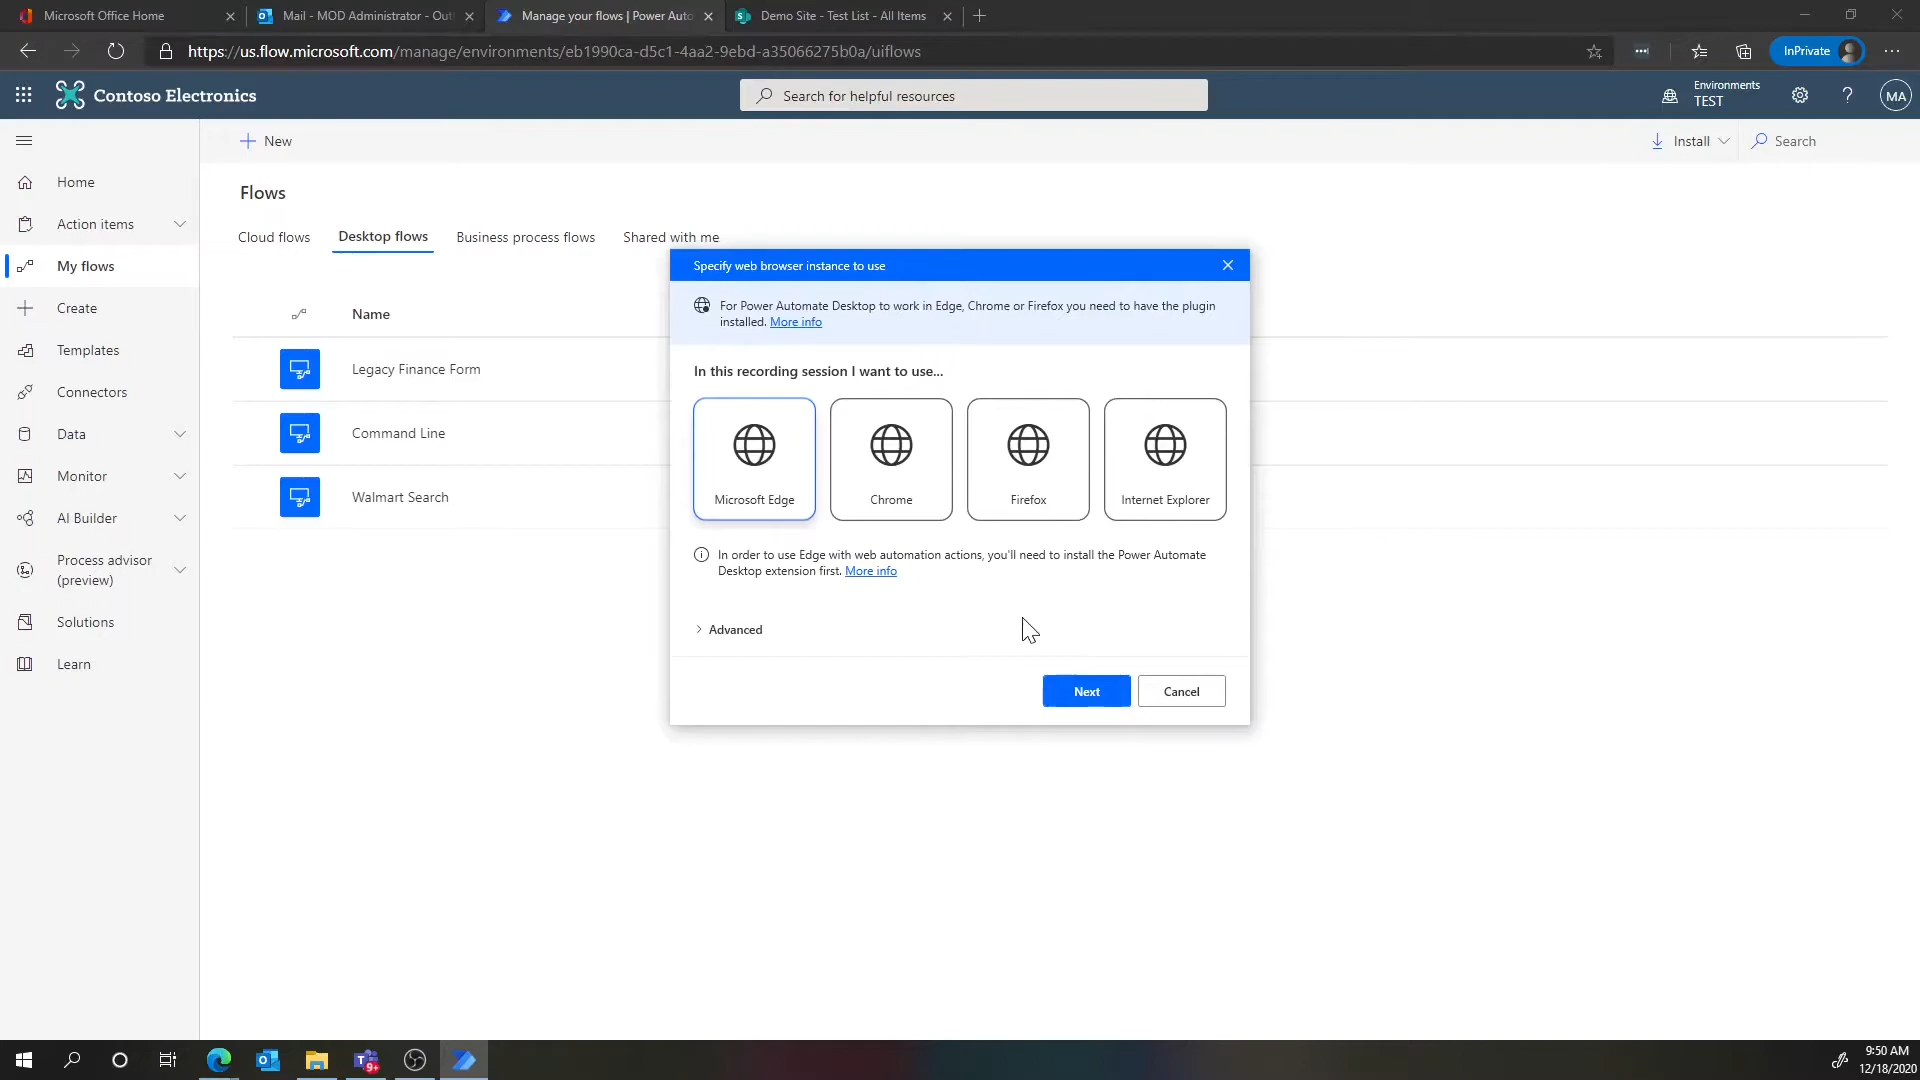 Microsoft Office Home
Mail - MOD Administrator - Out
Manage your flows | Power Auto
Demo Site - Test List - All Items
https://us.flow.microsoft.com/manage/environments/eb1990ca-d5c1-4aa2-9ebd-a35066275b0a/uiflows
InPrivate
Contoso Electronics
Search for helpful resources
Environments
TEST
MA
New
Install
Search
Home
Action items
My flows
Create
Templates
Connectors
Data
Monitor
AI Builder
Process advisor
(preview)
Solutions
Learn
Flows
Cloud flows
Desktop flows
Business process flows
Shared with me
Name
Legacy Finance Form
Command Line
Walmart Search
Specify web browser instance to use
For Power Automate Desktop to work in Edge, Chrome or Firefox you need to have the plugin
installed. More info
In this recording session I want to use...
Microsoft Edge
Chrome
Firefox
Internet Explorer
In order to use Edge with web automation actions, you'll need to install the Power Automate
Desktop extension first. More info
Advanced
Next
Cancel
9+
9:50 AM
12/18/2020